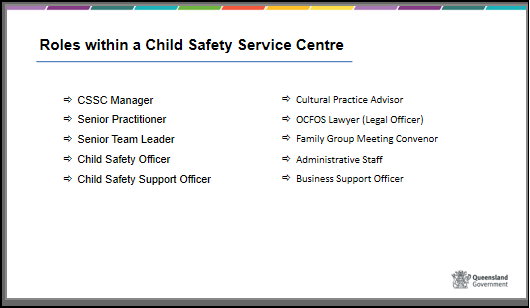 Roles within a Child Safety Service Centre
⇨ CSSC Manager
⇨ Senior Practitioner
⇨ Senior Team Leader
⇨ Child Safety Officer
⇨ Child Safety Support Officer
⇨ Cultural Practice Advisor
⇨ OCFOS Lawyer (Legal Officer)
⇨ Family Group Meeting Convenor
⇨ Administrative Staff
⇨ Business Support Officer
Queensland
Government